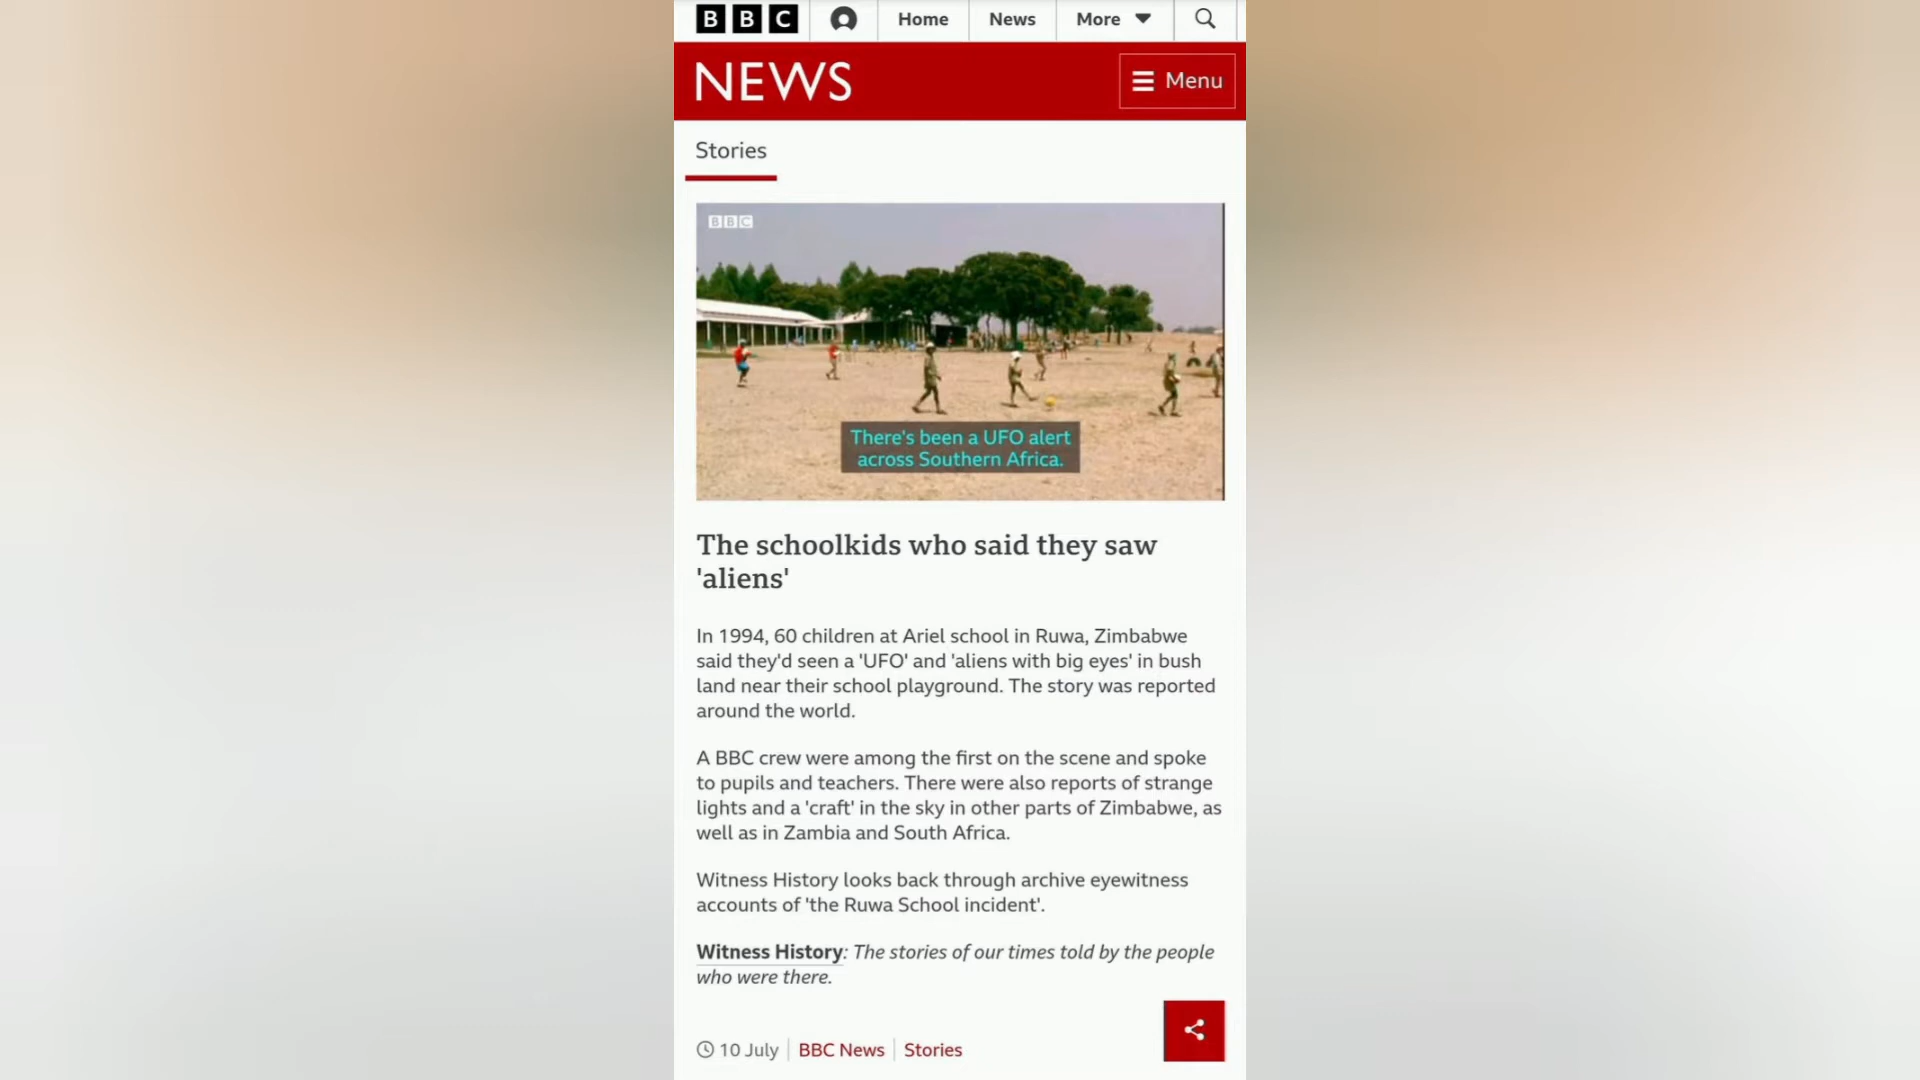 BBC Home News More
NEWS Menu
Stories
BBC
There's been a UFO alert
across Southern Africa.
The schoolkids who said they saw
'aliens'
In 1994, 60 children at Ariel school in Ruwa, Zimbabwe
said they'd seen a 'UFO' and 'aliens with big eyes' in bush
land near their school playground. The story was reported
around the world.
A BBC crew were among the first on the scene and spoke
to pupils and teachers. There were also reports of strange
lights and a 'craft' in the sky in other parts of Zimbabwe, as
well as in Zambia and South Africa.
Witness History looks back through archive eyewitness
accounts of 'the Ruwa School incident'.
Witness History: The stories of our times told by the people
who were there.
10 July BBC News Stories